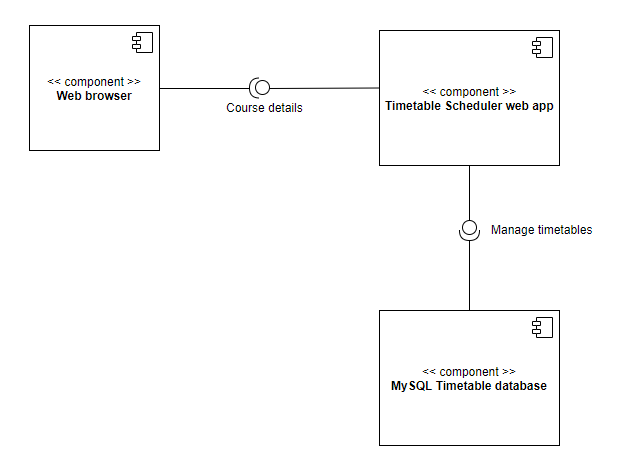 << component >>
Web browser
Course details
<< component >>
Timetable Scheduler web app
Manage timetables
<< component >>
MySQL Timetable database